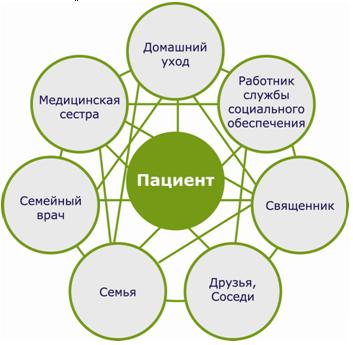 Домашний
уход
Медицинская
сестра
Работник
службы
социального
обеспечения
Пациент
Семейный
врач
Священник
Семья
Друзья,
Соседи